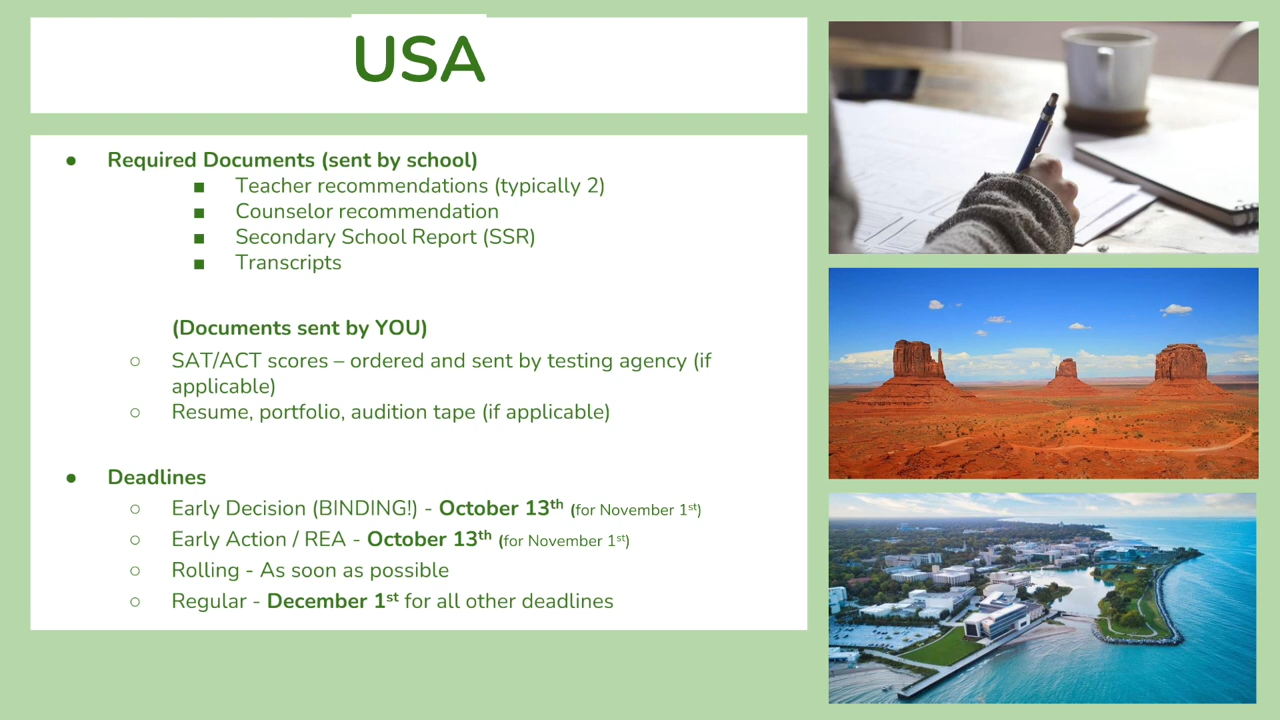 USA
● Required Documents (sent by school)
■ Teacher recommendations (typically 2)
■ Counselor recommendation
■ Secondary School Report (SSR)
■ Transcripts
(Documents sent by YOU)
○ SAT/ACT scores – ordered and sent by testing agency (if
applicable)
○ Resume, portfolio, audition tape (if applicable)
● Deadlines
○ Early Decision (BINDING!) - October 13th (for November 1st)
○ Early Action / REA - October 13th (for November 1st)
○ Rolling - As soon as possible
○ Regular - December 1st for all other deadlines